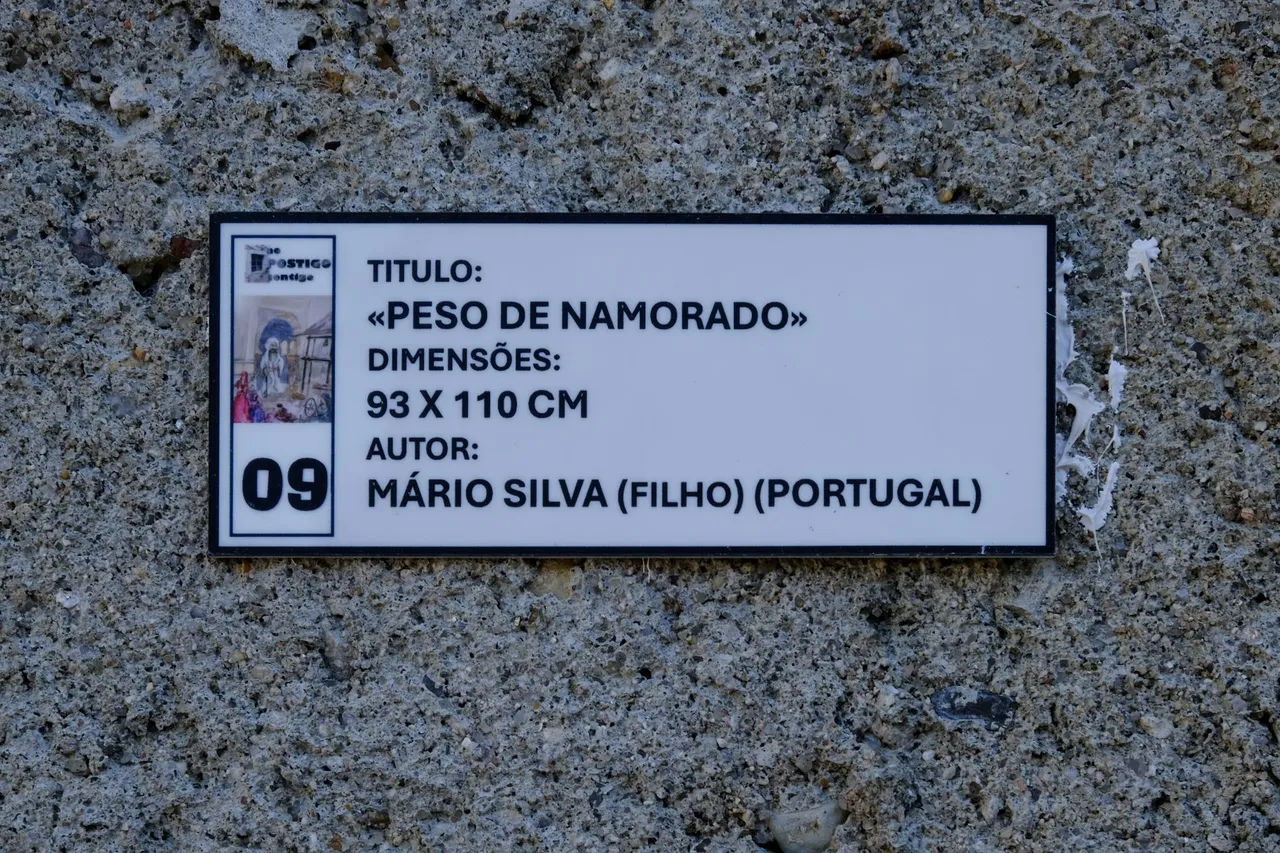 POSTIGO
09
TITULO:
«PESO DE NAMORADO»
DIMENSÕES:
93 X 110 CM
AUTOR:
MÁRIO SILVA (FILHO) (PORTUGAL)